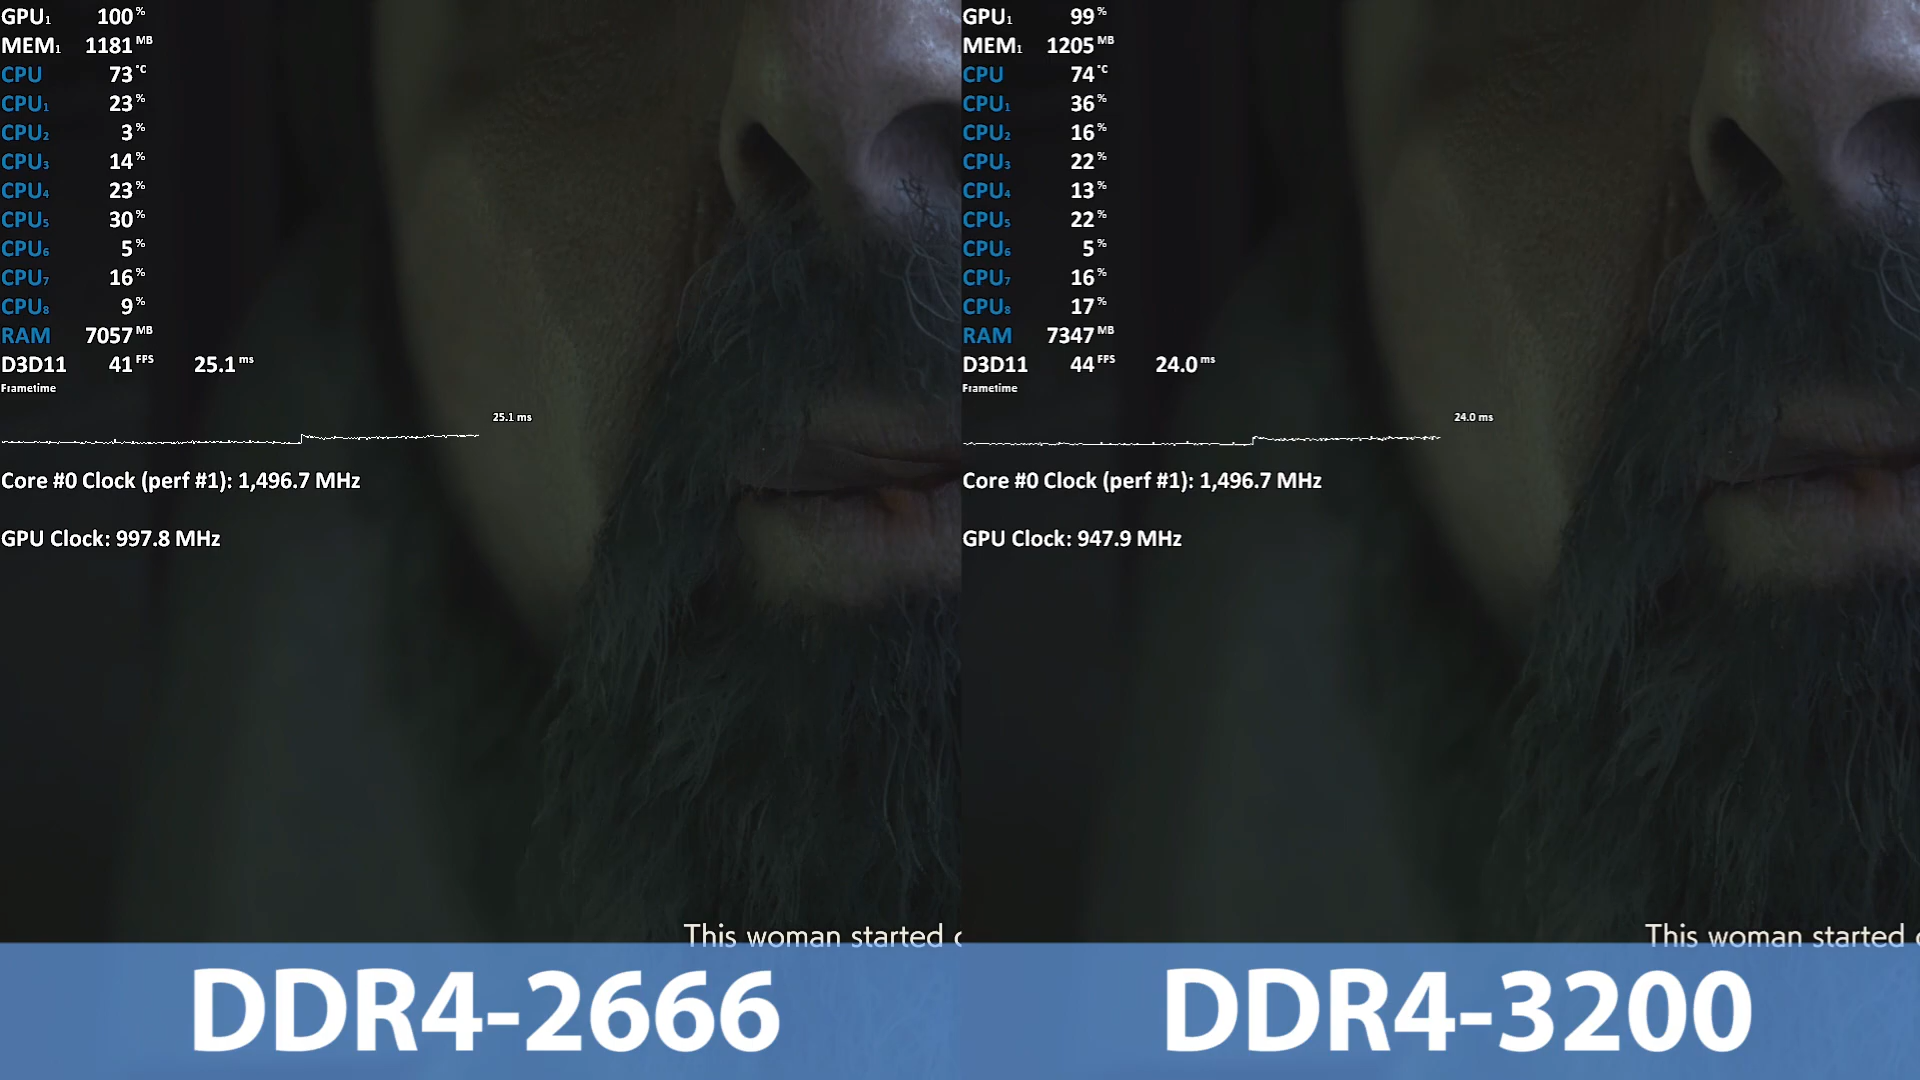 GPU1 100 %
MEM1 1181 MB
CPU 73 °C
CPU1 23 %
CPU2 3 %
CPU3 14 %
CPU4 23 %
CPU5 30 %
CPU6 5 %
CPU7 16 %
CPU8 9 %
RAM 7057 MB
D3D11 41 FPS 25.1 ms
Frametime
25.1 ms
Core #0 Clock (perf #1): 1,496.7 MHz
GPU Clock: 997.8 MHz
This woman started
DDR4-2666
GPU1 99 %
MEM1 1205 MB
CPU 74 °C
CPU1 36 %
CPU2 16 %
CPU3 22 %
CPU4 13 %
CPU5 22 %
CPU6 5 %
CPU7 16 %
CPU8 17 %
RAM 7347 MB
D3D11 44 FPS 24.0 ms
Frametime
24.0 ms
Core #0 Clock (perf #1): 1,496.7 MHz
GPU Clock: 947.9 MHz
This woman started
DDR4-3200